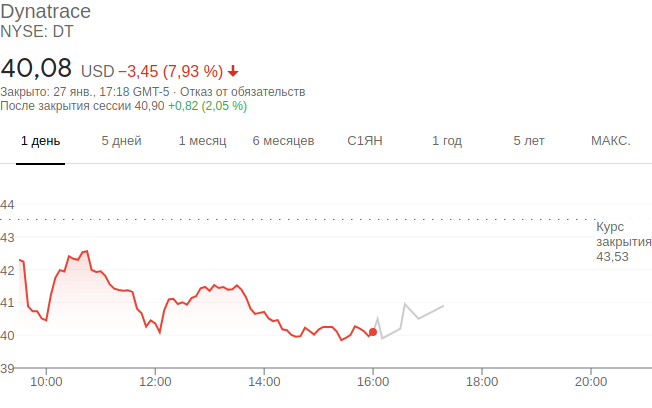 Dynatrace
NYSE: DT
40,08 USD −3,45 (7,93 %)
Закрыто: 27 янв., 17:18 GMT-5 · Отказ от обязательств
После закрытия сессии 40,90 +0,82 (2,05 %)
1 день 5 дней 1 месяц 6 месяцев С1ЯН 1 год 5 лет МАКС.
44
Курс
43
закрытия
43,53
42
41
40
39
10:00 12:00 14:00 16:00 18:00 20:00